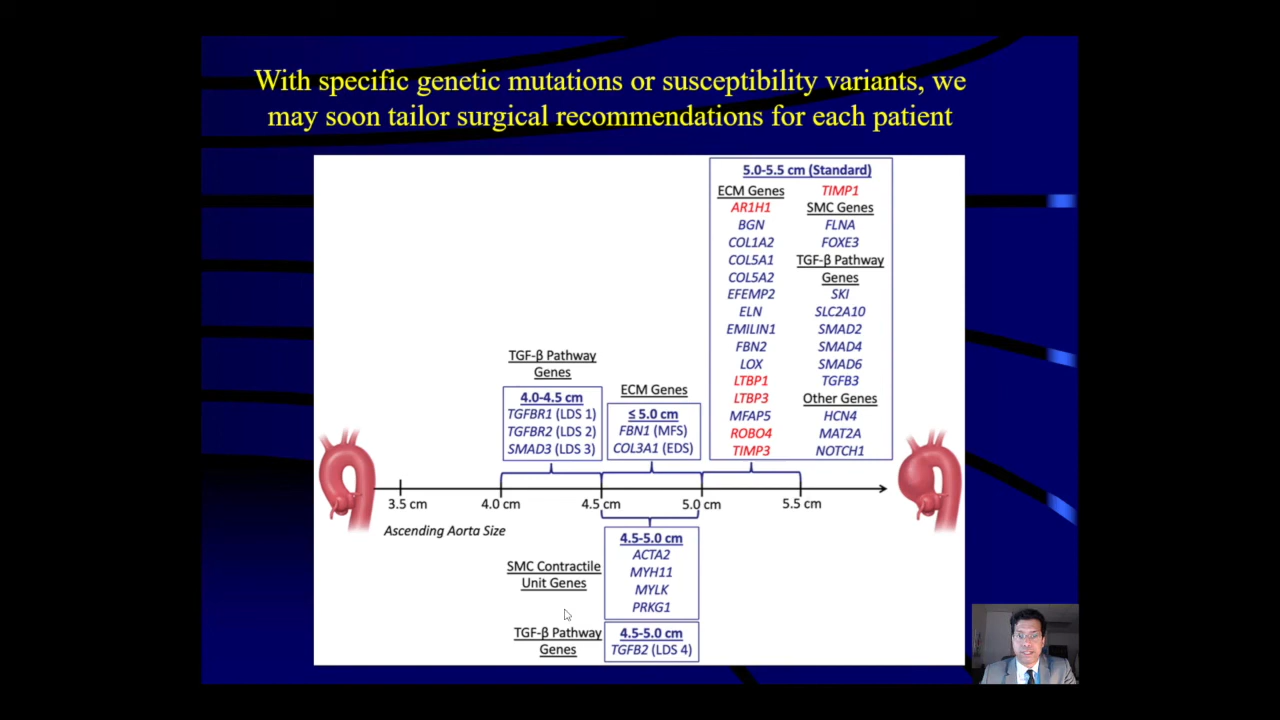 With specific genetic mutations or susceptibility variants, we
may soon tailor surgical recommendations for each patient
5.0-5.5 cm (Standard)
ECM Genes
AR1H1
BGN
COL1A2
COL5A1
COL5A2
EFEMP2
ELN
EMILIN1
FBN2
LOX
LTBP1
LTBP3
MFAP5
ROBO4
TIMP3
TIMP1
SMC Genes
FLNA
FOXE3
TGF-β Pathway
Genes
SKI
SLC2A10
SMAD2
SMAD4
SMAD6
TGFB3
Other Genes
HCN4
MAT2A
NOTCH1
TGF-β Pathway
Genes
4.0-4.5 cm
TGFBR1 (LDS 1)
TGFBR2 (LDS 2)
SMAD3 (LDS 3)
ECM Genes
≤ 5.0 cm
FBN1 (MFS)
COL3A1 (EDS)
3.5 cm
4.0 cm
4.5 cm
5.0 cm
5.5 cm
Ascending Aorta Size
SMC Contractile
Unit Genes
4.5-5.0 cm
ACTA2
MYH11
MYLK
PRKG1
TGF-β Pathway
Genes
4.5-5.0 cm
TGFB2 (LDS 4)